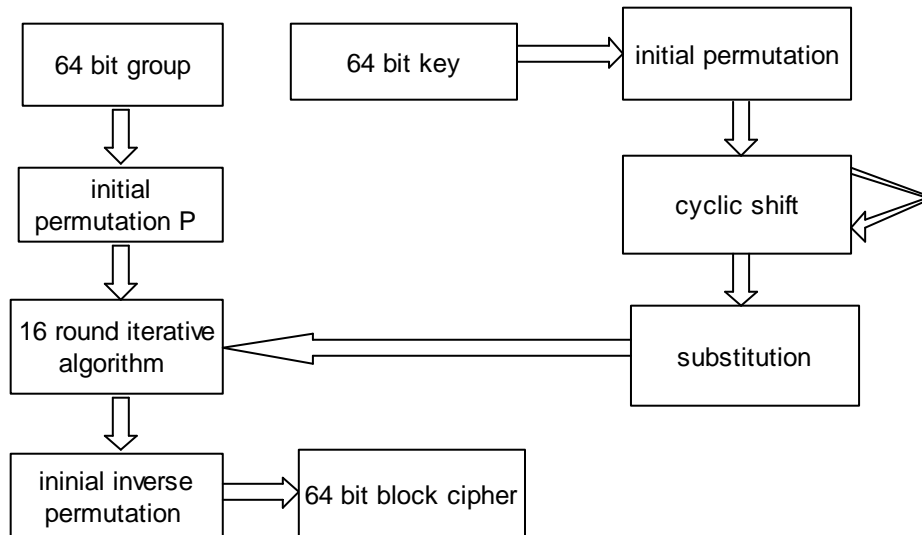 64 bit group
64 bit key
initial permutation
initial
permutation P
cyclic shift
16 round iterative
algorithm
substitution
ininial inverse
permutation
64 bit block cipher